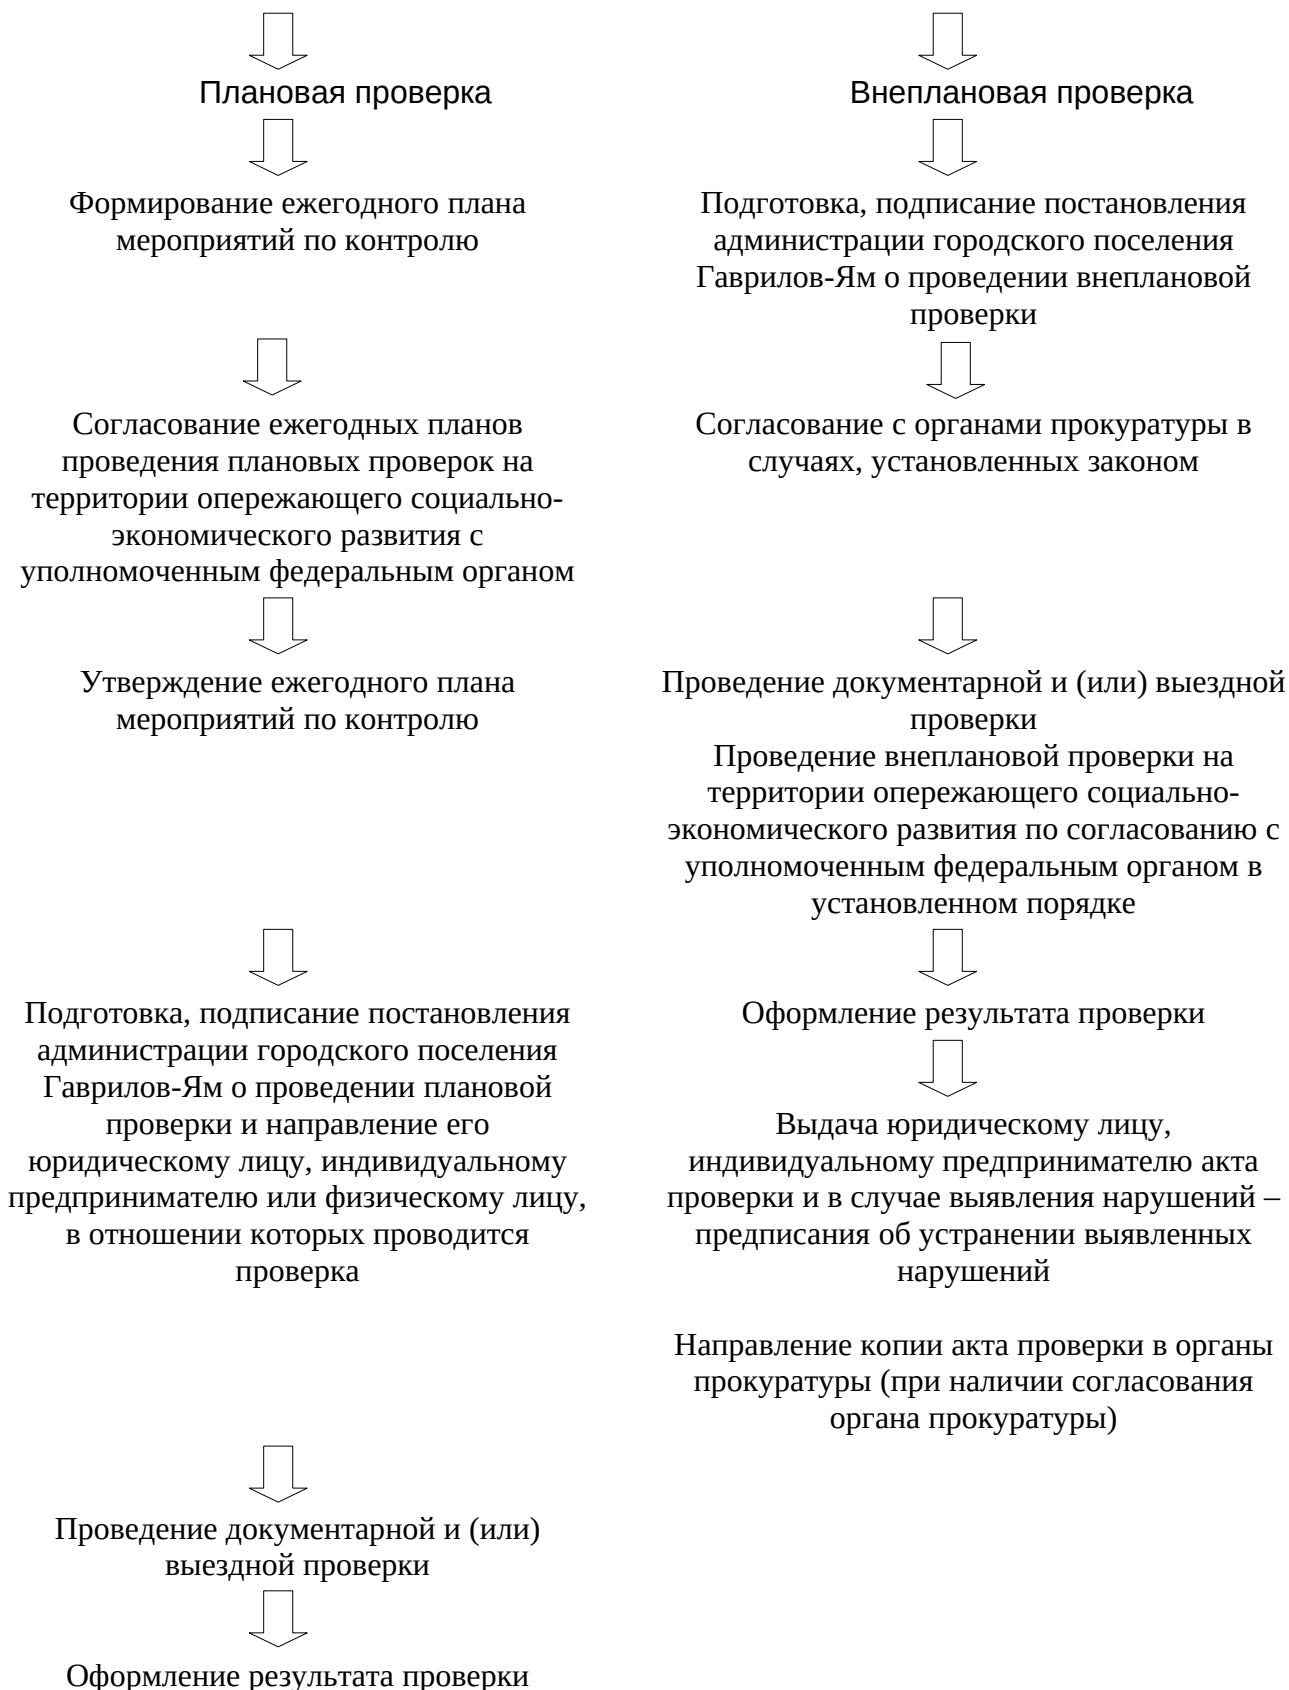 Плановая проверка
Формирование ежегодного плана
мероприятий по контролю
Согласование ежегодных планов
проведения плановых проверок на
территории опережающего социально-
экономического развития с
уполномоченным федеральным органом
Утверждение ежегодного плана
мероприятий по контролю
Подготовка, подписание постановления
администрации городского поселения
Гаврилов-Ям о проведении плановой
проверки и направление его
юридическому лицу, индивидуальному
предпринимателю или физическому лицу,
в отношении которых проводится
проверка
Проведение документарной и (или)
выездной проверки
Оформление результата проверки
Внеплановая проверка
Подготовка, подписание постановления
администрации городского поселения
Гаврилов-Ям о проведении внеплановой
проверки
Согласование с органами прокуратуры в
случаях, установленных законом
Проведение документарной и (или) выездной
проверки
Проведение внеплановой проверки на
территории опережающего социально-
экономического развития по согласованию с
уполномоченным федеральным органом в
установленном порядке
Оформление результата проверки
Выдача юридическому лицу,
индивидуальному предпринимателю акта
проверки и в случае выявления нарушений –
предписания об устранении выявленных
нарушений
Направление копии акта проверки в органы
прокуратуры (при наличии согласования
органа прокуратуры)